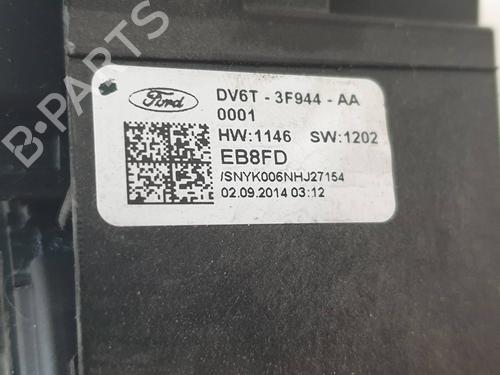 B-PARTS
Ford
DV6T - 3F944 - AA
0001
HW:1146 SW:1202
EB8FD
/SNYK006NHJ27154
02.09.2014 03:12